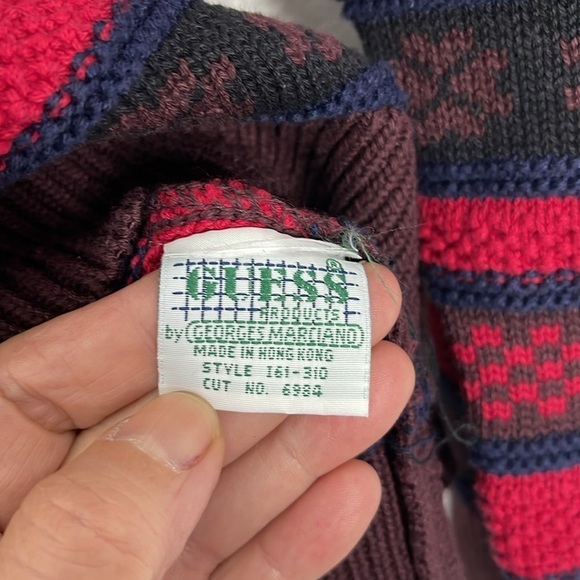 GUESS®
PRODUCTS
by GEORGES MARCIANO
MADE IN HONG KONG
STYLE 161-310
CUT NO. 6984